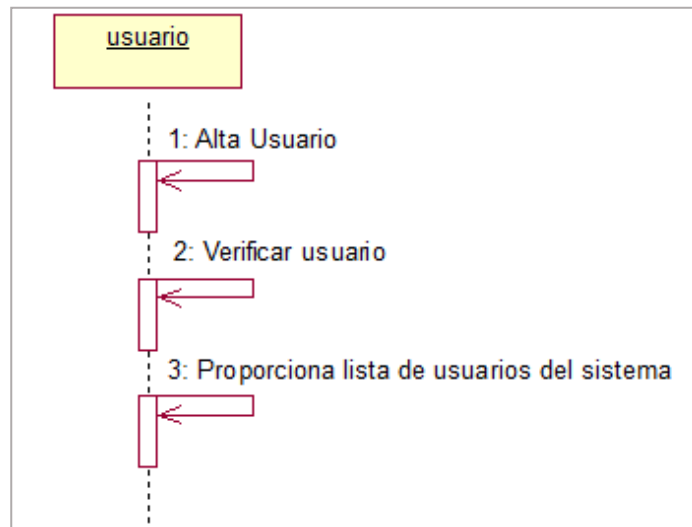 usuario
1: Alta Usuario
2: Verificar usuario
3: Proporciona lista de usuarios del sistema